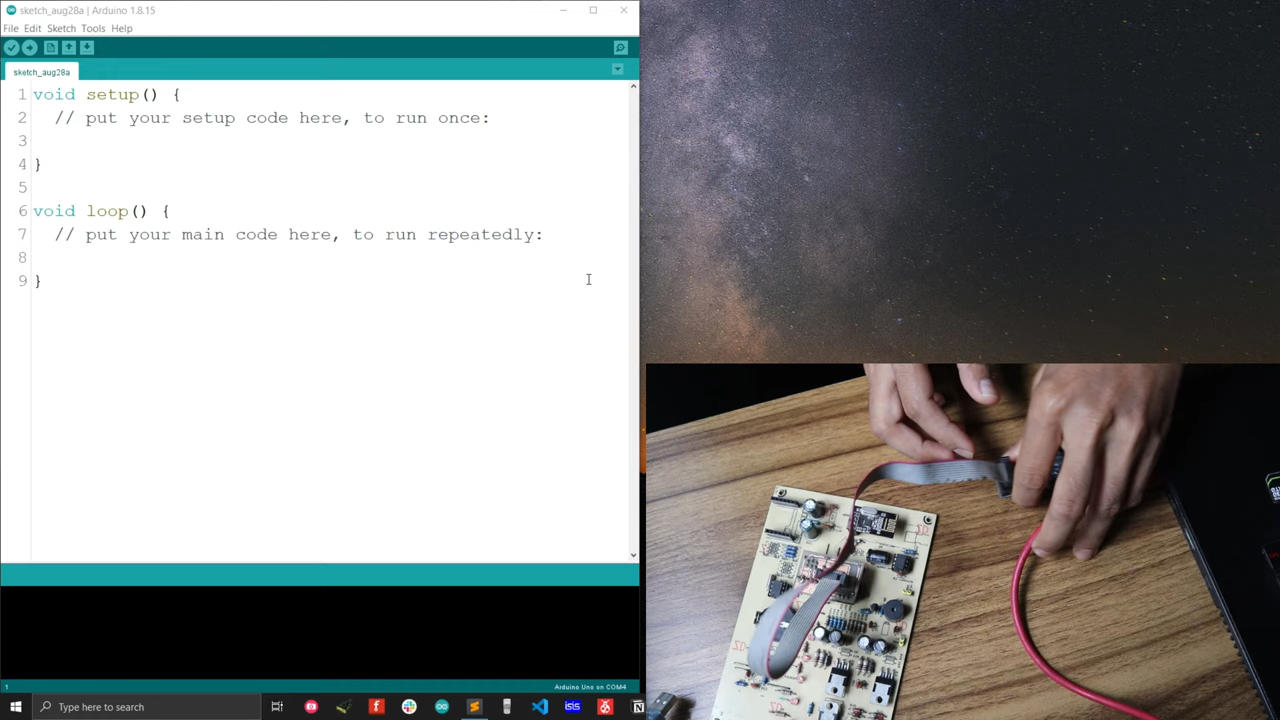 sketch_aug28a | Arduino 1.8.15
File Edit Sketch Tools Help
sketch_aug28a
1 void setup() {
2 // put your setup code here, to run once:
3
4 }
5
6 void loop() {
7 // put your main code here, to run repeatedly:
8
9 }
1 Arduino Uno on COM4
Type here to search